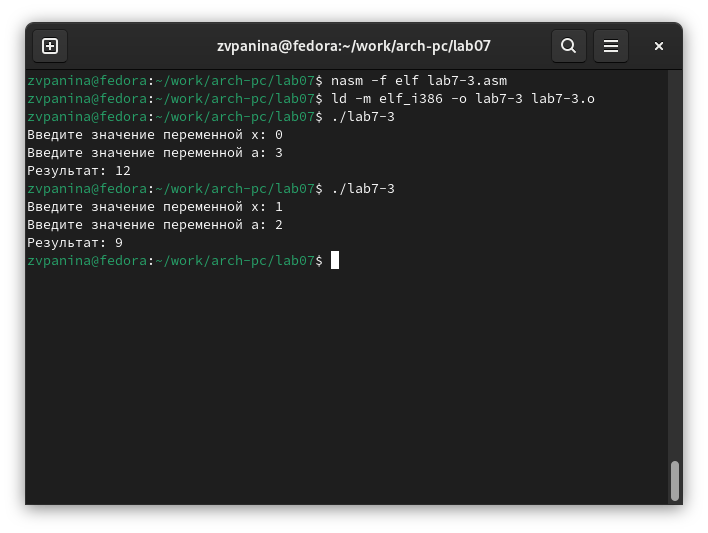 zvpanina@fedora:~/work/arch-pc/lab07
zvpanina@fedora:~/work/arch-pc/lab07$ nasm -f elf lab7-3.asm
zvpanina@fedora:~/work/arch-pc/lab07$ ld -m elf_i386 -o lab7-3 lab7-3.o
zvpanina@fedora:~/work/arch-pc/lab07$ ./lab7-3
Введите значение переменной x: 0
Введите значение переменной a: 3
Результат: 12
zvpanina@fedora:~/work/arch-pc/lab07$ ./lab7-3
Введите значение переменной x: 1
Введите значение переменной a: 2
Результат: 9
zvpanina@fedora:~/work/arch-pc/lab07$